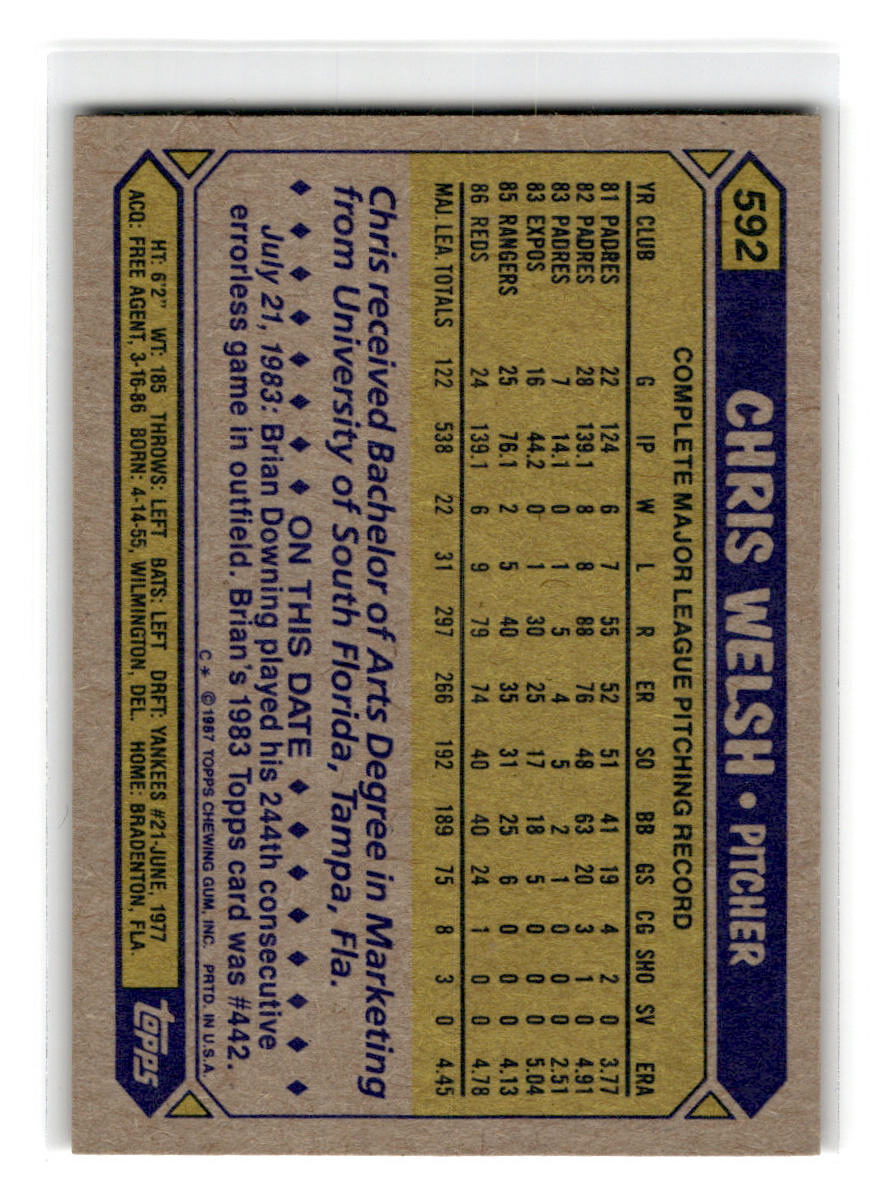 592
CHRIS WELSH • PITCHER
COMPLETE MAJOR LEAGUE PITCHING RECORD
YR CLUB G IP W L R ER SO BB GS CG SHO SV ERA
81 PADRES 22 124 6 7 55 52 51 41 19 4 2 0 3.77
82 PADRES 28 139.1 8 8 88 76 48 63 20 3 1 0 4.91
83 PADRES 7 14.1 0 1 5 4 5 2 1 0 0 0 2.51
83 EXPOS 16 44.2 0 1 30 25 17 18 5 0 0 0 5.04
85 RANGERS 25 76.1 2 5 40 35 31 25 6 0 0 0 4.13
86 REDS 24 139.1 6 9 79 74 40 40 24 1 0 0 4.78
MAJ. LEA. TOTALS 122 538 22 31 297 266 192 189 75 8 3 0 4.45
Chris received Bachelor of Arts Degree in Marketing
from University of South Florida, Tampa, Fla.
ON THIS DATE
July 21, 1983: Brian Downing played his 244th consecutive
errorless game in outfield. Brian's 1983 Topps card was #442.
C* © 1987 TOPPS CHEWING GUM, INC. PRTD. IN U.S.A.
HT: 6'2" WT: 185 THROWS: LEFT BATS: LEFT DRFT: YANKEES #21-JUNE, 1977
ACQ: FREE AGENT, 3-16-86 BORN: 4-14-55, WILMINGTON, DEL. HOME: BRADENTON, FLA.
TOPPS